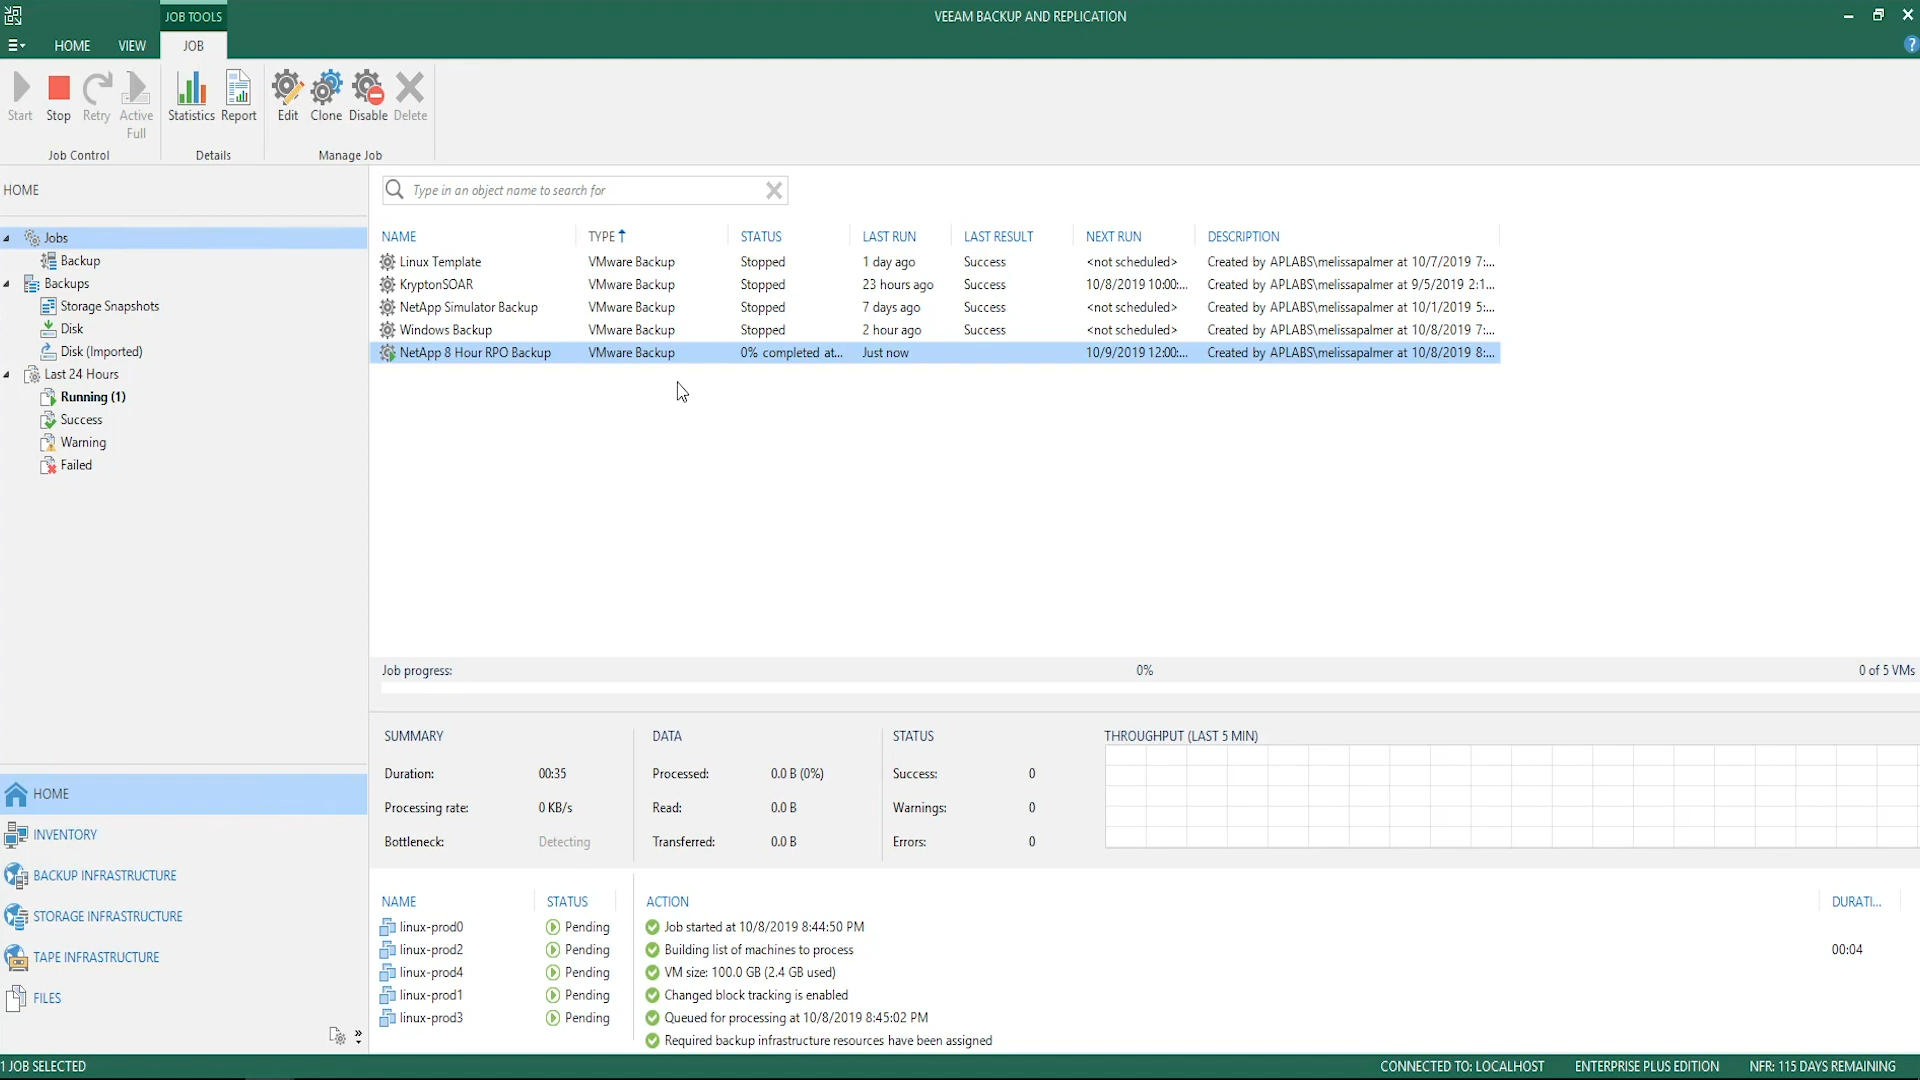 JOB TOOLS
VEEAM BACKUP AND REPLICATION
HOME VIEW JOB
?
Start Stop Retry Active Full Statistics Report Edit Clone Disable Delete
Job Control Details Manage Job
HOME
Type in an object name to search for
Jobs
Backup
Backups
Storage Snapshots
Disk
Disk (Imported)
Last 24 Hours
Running (1)
Success
Warning
Failed
NAME TYPE STATUS LAST RUN LAST RESULT NEXT RUN DESCRIPTION
Linux Template VMware Backup Stopped 1 day ago Success <not scheduled> Created by APLABS\melissapalmer at 10/7/2019 7:...
KryptonSOAR VMware Backup Stopped 23 hours ago Success 10/8/2019 10:00:... Created by APLABS\melissapalmer at 9/5/2019 2:1...
NetApp Simulator Backup VMware Backup Stopped 7 days ago Success <not scheduled> Created by APLABS\melissapalmer at 10/1/2019 5:...
Windows Backup VMware Backup Stopped 2 hour ago Success <not scheduled> Created by APLABS\melissapalmer at 10/8/2019 7:...
NetApp 8 Hour RPO Backup VMware Backup 0% completed at... Just now 10/9/2019 12:00:... Created by APLABS\melissapalmer at 10/8/2019 8:...
Job progress: 0% 0 of 5 VMs
SUMMARY DATA STATUS THROUGHPUT (LAST 5 MIN)
Duration: 00:35 Processed: 0.0 B (0%) Success: 0
Processing rate: 0 KB/s Read: 0.0 B Warnings: 0
Bottleneck: Detecting Transferred: 0.0 B Errors: 0
NAME STATUS ACTION DURATI...
linux-prod0 Pending Job started at 10/8/2019 8:44:50 PM
linux-prod2 Pending Building list of machines to process 00:04
linux-prod4 Pending VM size: 100.0 GB (2.4 GB used)
linux-prod1 Pending Changed block tracking is enabled
linux-prod3 Pending Queued for processing at 10/8/2019 8:45:02 PM
Required backup infrastructure resources have been assigned
HOME
INVENTORY
BACKUP INFRASTRUCTURE
STORAGE INFRASTRUCTURE
TAPE INFRASTRUCTURE
FILES
1 JOB SELECTED CONNECTED TO: LOCALHOST ENTERPRISE PLUS EDITION NFR: 115 DAYS REMAINING